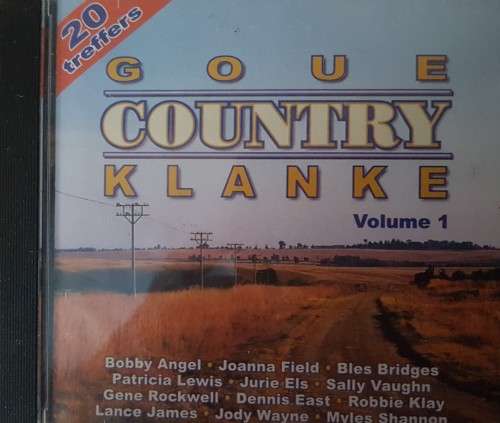 20
treffers
GOUE
COUNTRY
KLANKE
Volume 1
Bobby Angel · Joanna Field · Bles Bridges
Patricia Lewis · Jurie Els · Sally Vaughn
Gene Rockwell · Dennis East · Robbie Klay
Lance James · Jody Wayne · Myles Shannon